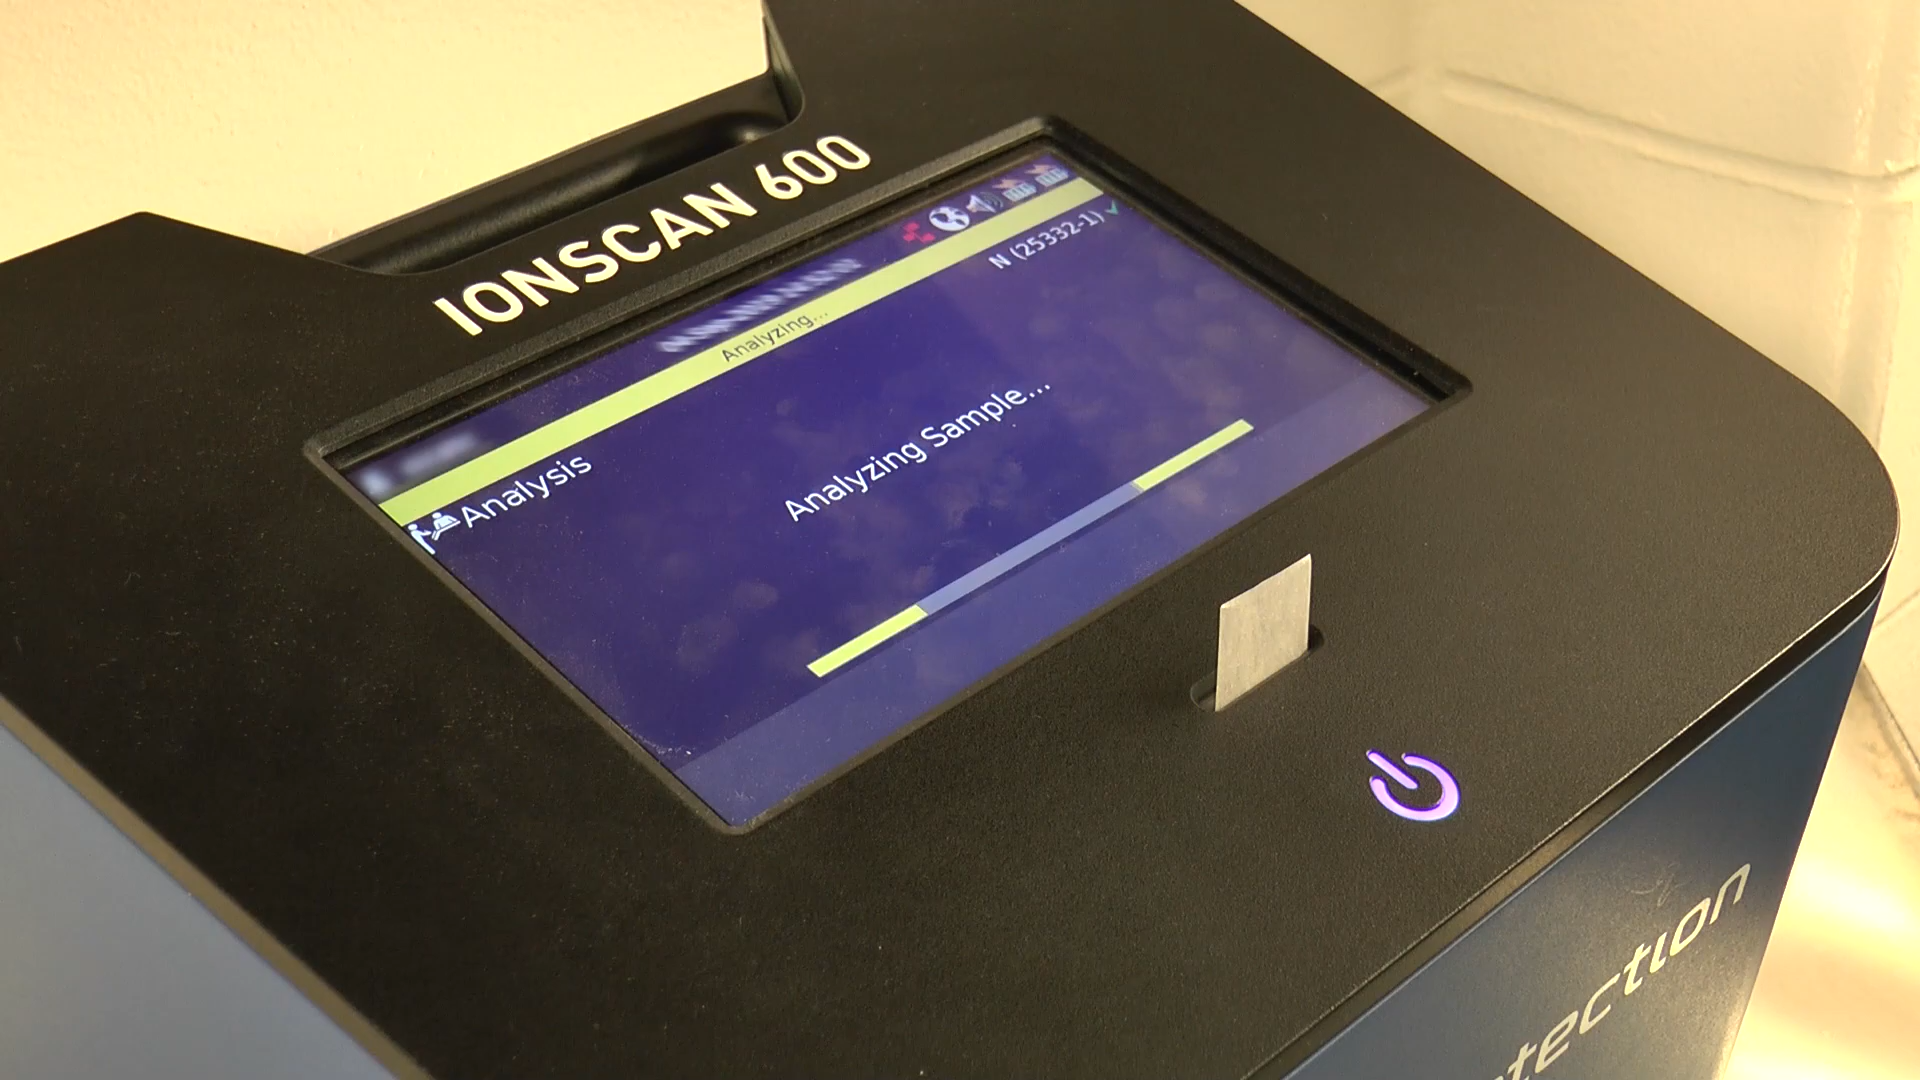 IONSCAN 600
Analyzing...
N (25332-1)
Analysis
Analyzing Sample...
tection